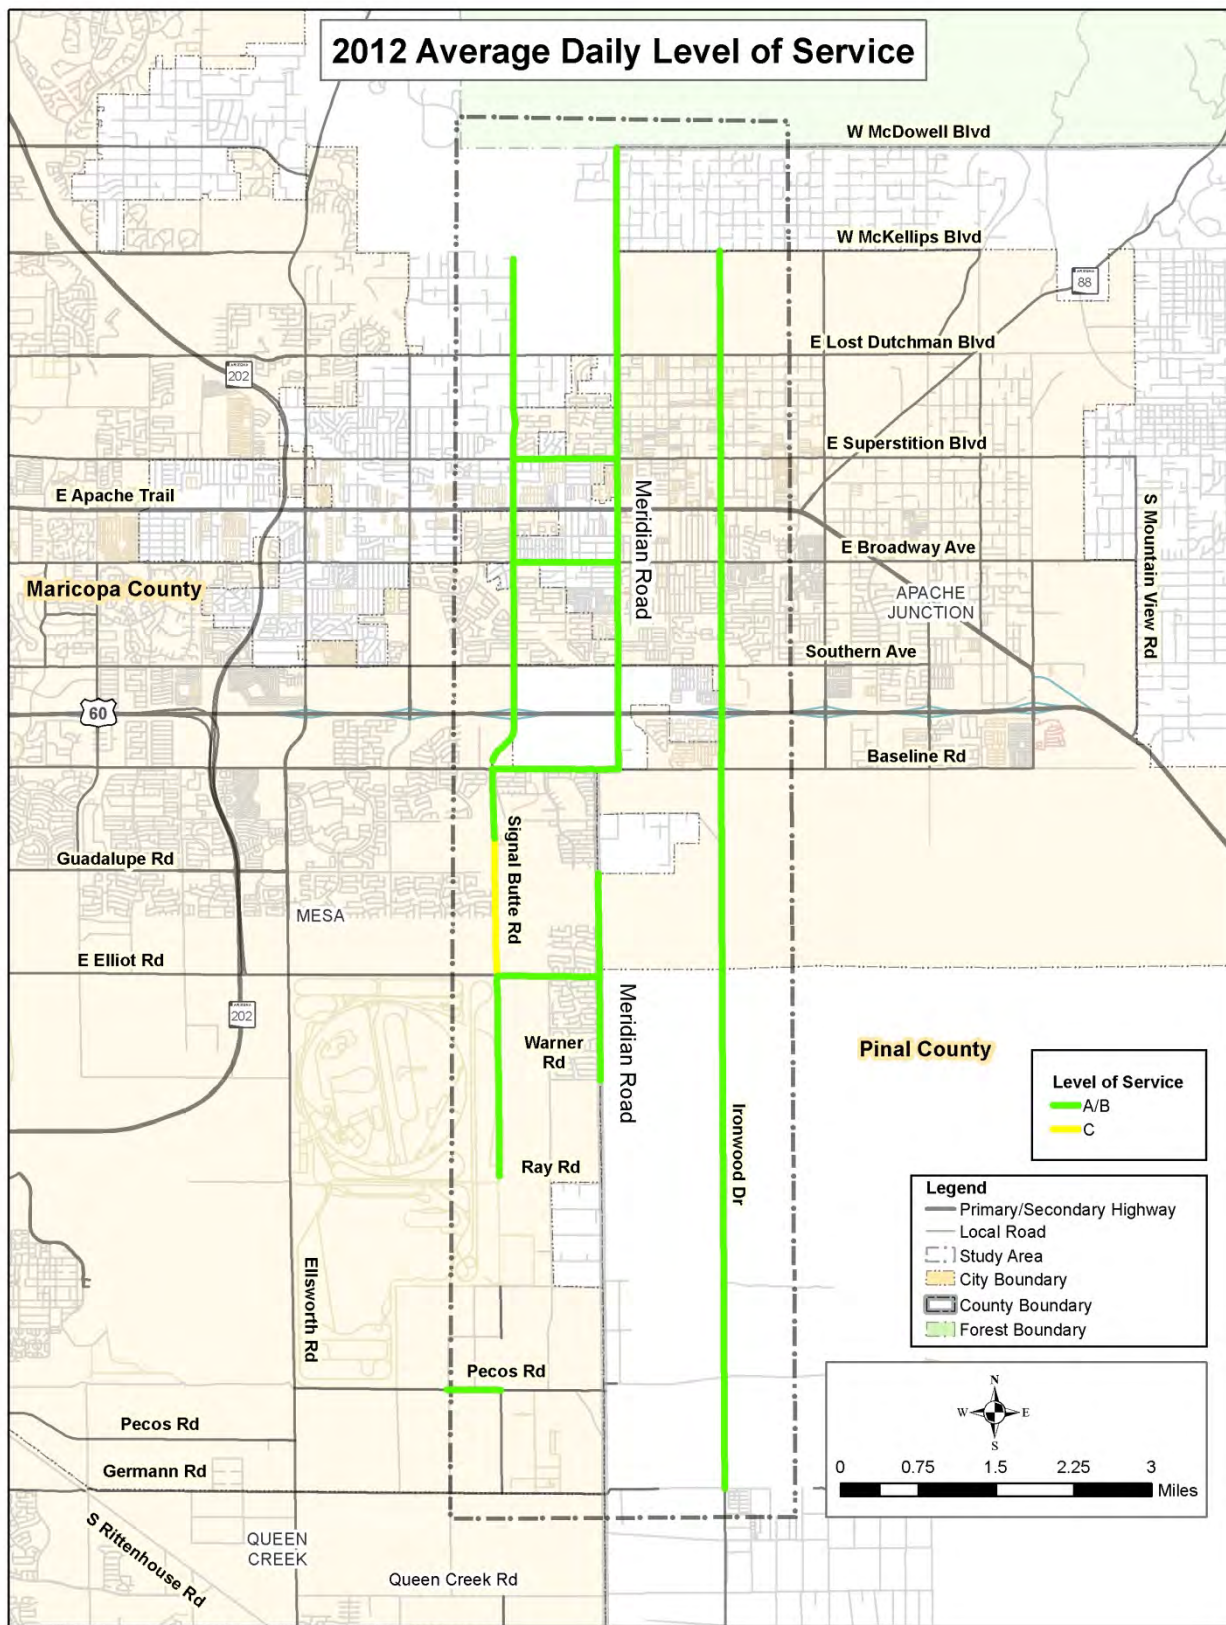 2012 Average Daily Level of Service
W McDowell Blvd
W McKellips Blvd
88
E Lost Dutchman Blvd
202
E Superstition Blvd
E Apache Trail
Meridian Road
S Mountain View Rd
E Broadway Ave
Maricopa County
APACHE
JUNCTION
Southern Ave
60
Baseline Rd
Signal Butte Rd
Guadalupe Rd
MESA
E Elliot Rd
Meridian Road
202
Warner
Rd
Pinal County
Level of Service
A/B
C
Ironwood Dr
Ray Rd
Legend
Primary/Secondary Highway
Local Road
Study Area
City Boundary
County Boundary
Forest Boundary
Ellsworth Rd
Pecos Rd
N
W
E
S
Pecos Rd
Germann Rd
0 0.75 1.5 2.25 3
Miles
S Rittenhouse Rd
QUEEN
CREEK
Queen Creek Rd